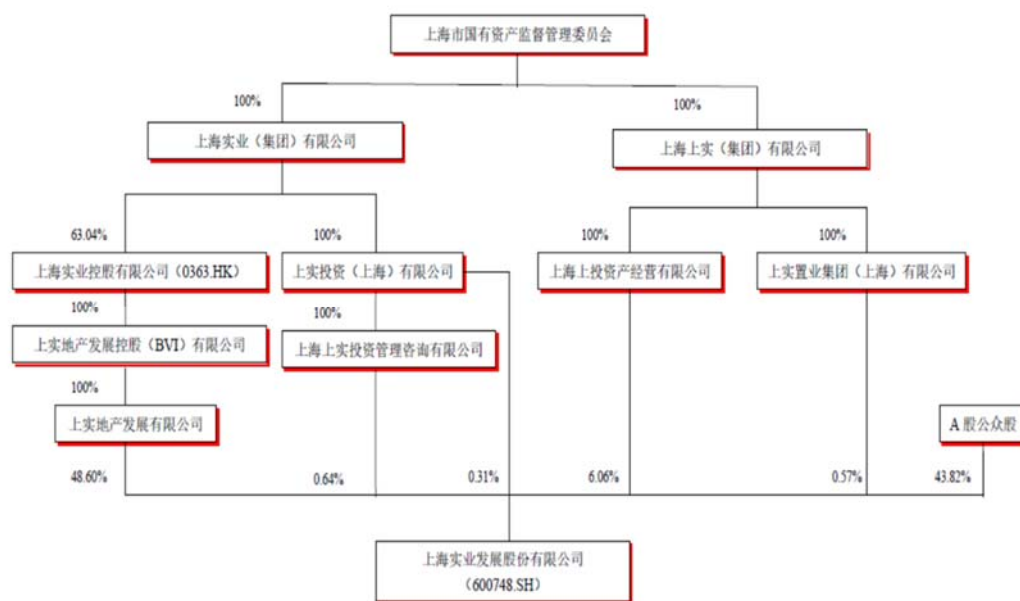 上海市国有资产监督管理委员会
100%
100%
上海实业（集团）有限公司
上海上实（集团）有限公司
63.04%
100%
100%
100%
上海实业控股有限公司（0363.HK）
上实投资（上海）有限公司
上海上投资产经营有限公司
上实置业集团（上海）有限公司
100%
100%
上实地产发展控股（BVI）有限公司
上海上实投资管理咨询有限公司
100%
上实地产发展有限公司
A 股公众股
48.60%
0.64%
0.31%
6.06%
0.57%
43.82%
上海实业发展股份有限公司
（600748.SH）